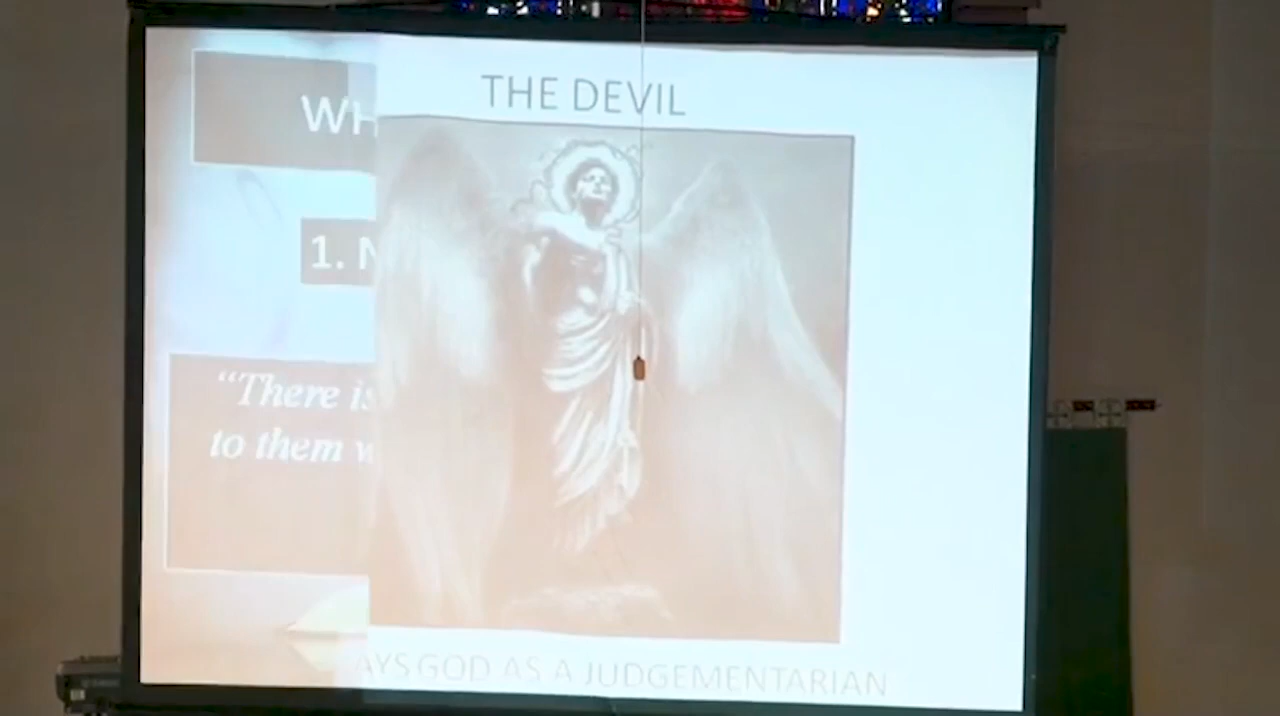 THE DEVIL
WH
1. N
“There is
to them w
AYS GOD AS A JUDGEMENTARIAN